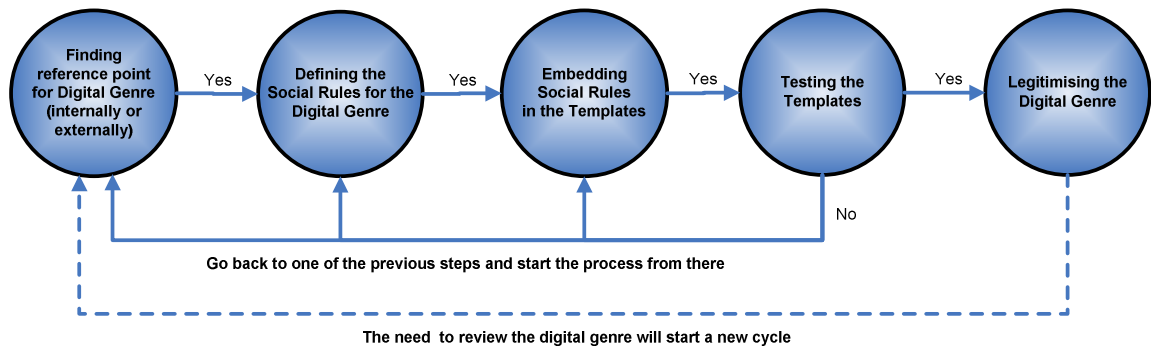 Finding
reference point
for Digital Genre
(internally or
externally)
Yes
Defining the
Social Rules for the
Digital Genre
Yes
Embedding
Social Rules
in the Templates
Yes
Testing the
Templates
Yes
Legitimising the
Digital Genre
No
Go back to one of the previous steps and start the process from there
The need to review the digital genre will start a new cycle